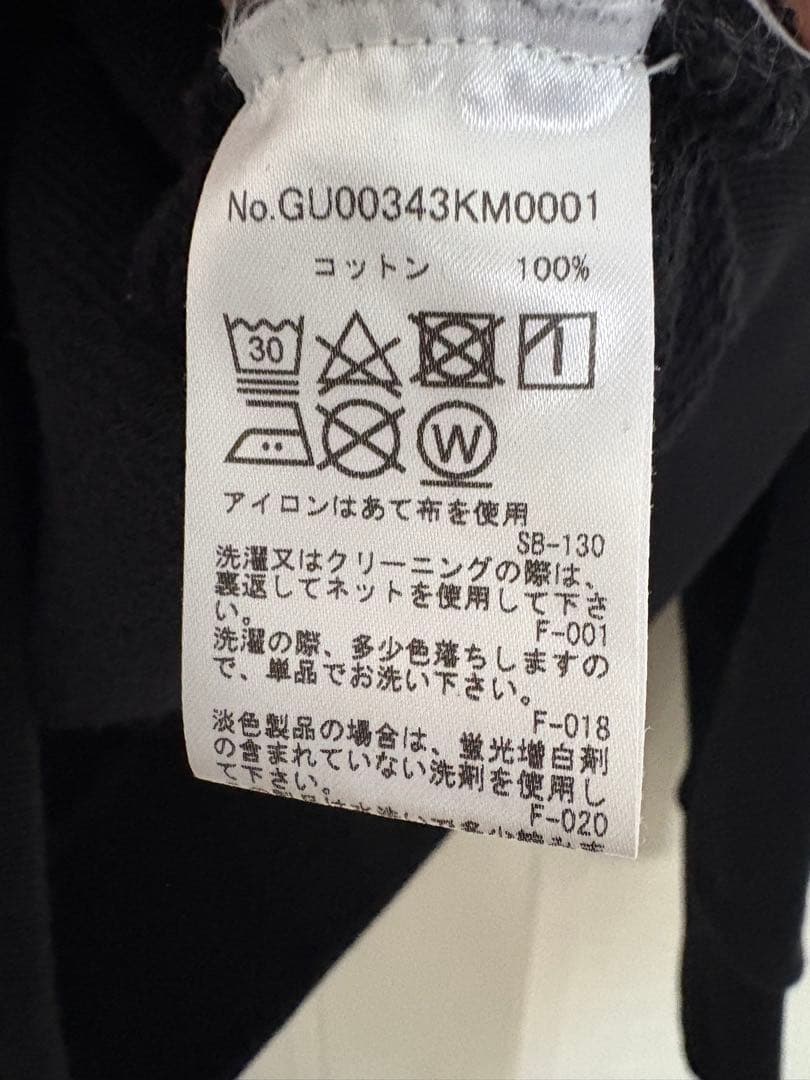 No.GU00343KM0001
コットン 100%
30
W
アイロンはあて布を使用
SB-130
洗濯又はクリーニングの際は、
裏返してネットを使用して下さ
い。
F-001
洗濯の際、多少色落ちしますの
で、単品でお洗い下さい。
F-018
淡色製品の場合は、蛍光増白剤
の含まれていない洗剤を使用し
て下さい。
F-020